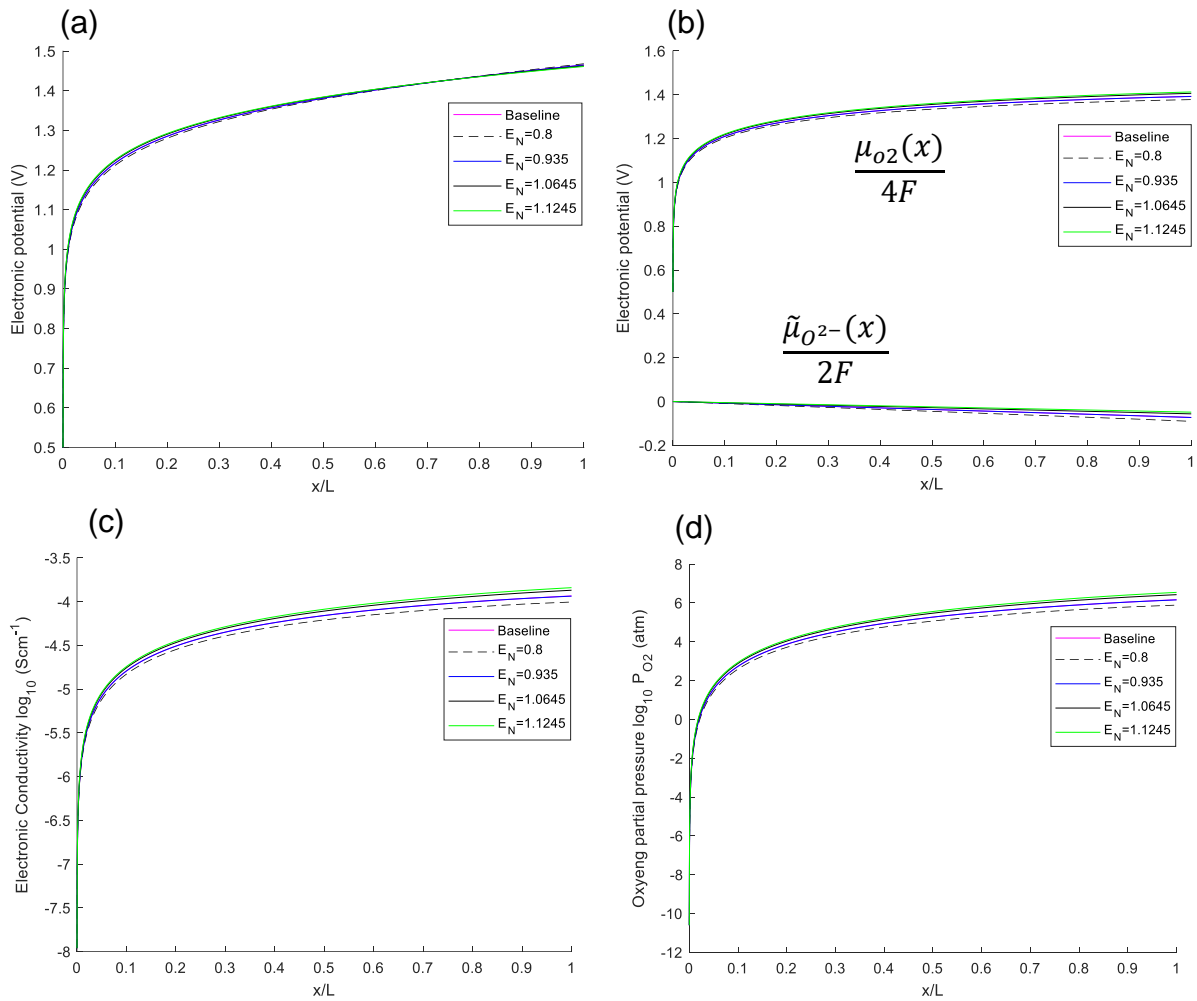 (a)
Electronic potential (V)
1.5
1.4
1.3
1.2
1.1
1
0.9
0.8
0.7
0.6
0.5
0 0.1 0.2 0.3 0.4 0.5 0.6 0.7 0.8 0.9 1
x/L
Baseline
E_N=0.8
E_N=0.935
E_N=1.0645
E_N=1.1245
(b)
Electronic potential (V)
1.6
1.4
1.2
1
0.8
0.6
0.4
0.2
0
-0.2
0 0.1 0.2 0.3 0.4 0.5 0.6 0.7 0.8 0.9 1
x/L
Baseline
E_N=0.8
E_N=0.935
E_N=1.0645
E_N=1.1245
μ_{o2}(x)
4F
μ̃_{O^{2−}}(x)
2F
(c)
Electronic Conductivity log_{10} (Scm^{-1})
-3.5
-4
-4.5
-5
-5.5
-6
-6.5
-7
-7.5
-8
0 0.1 0.2 0.3 0.4 0.5 0.6 0.7 0.8 0.9 1
x/L
Baseline
E_N=0.8
E_N=0.935
E_N=1.0645
E_N=1.1245
(d)
Oxyeng partial pressure log_{10} P_{O2} (atm)
8
6
4
2
0
-2
-4
-6
-8
-10
-12
0 0.1 0.2 0.3 0.4 0.5 0.6 0.7 0.8 0.9 1
x/L
Baseline
E_N=0.8
E_N=0.935
E_N=1.0645
E_N=1.1245